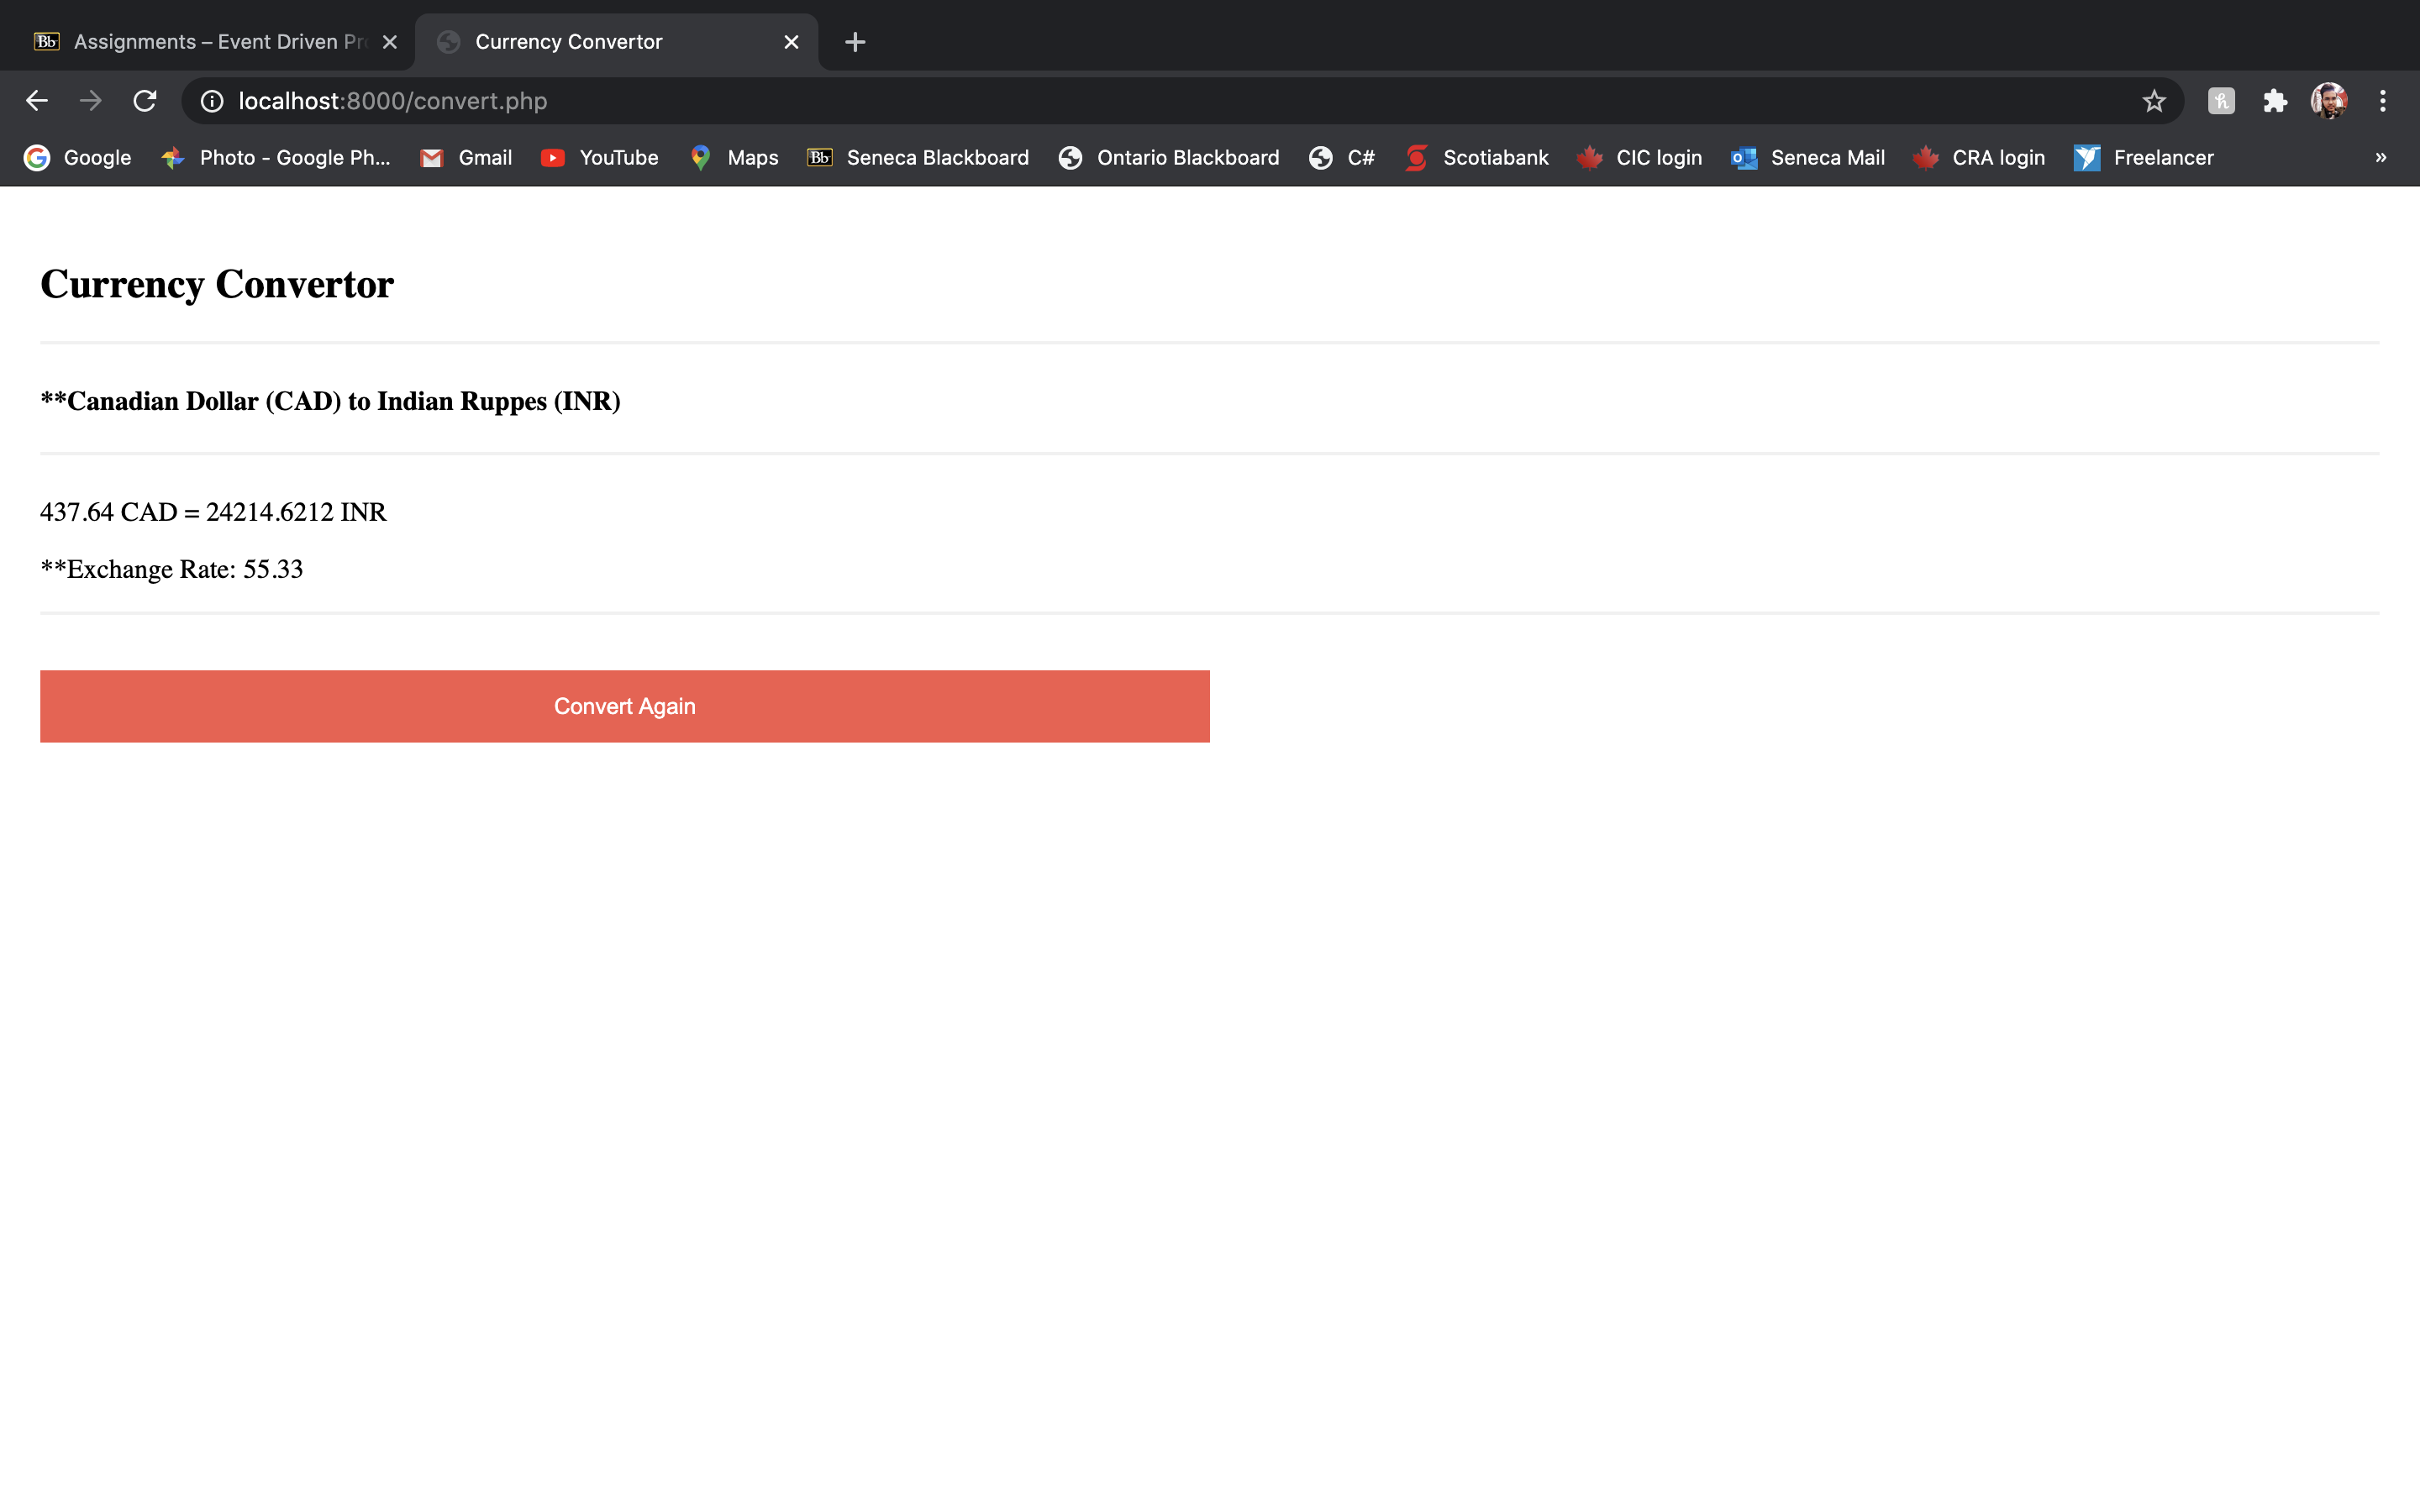 Bb Assignments – Event Driven Pr
Currency Convertor
localhost:8000/convert.php
Google
Photo - Google Ph...
Gmail
YouTube
Maps
Bb Seneca Blackboard
Ontario Blackboard
C#
Scotiabank
CIC login
Seneca Mail
CRA login
Freelancer
»
Currency Convertor
**Canadian Dollar (CAD) to Indian Ruppes (INR)
437.64 CAD = 24214.6212 INR
**Exchange Rate: 55.33
Convert Again